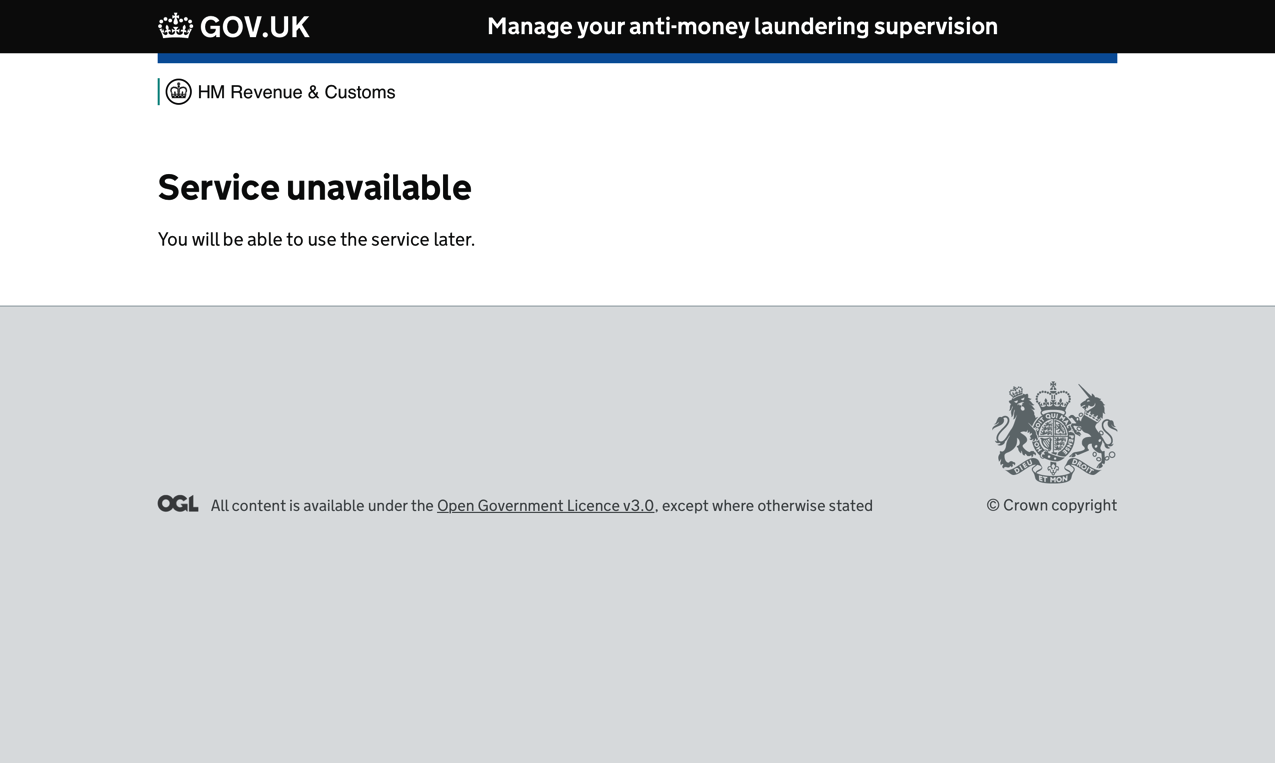 GOV.UK
Manage your anti-money laundering supervision
HM Revenue & Customs
Service unavailable
You will be able to use the service later.
DIEU ET MON DROIT
OGL All content is available under the Open Government Licence v3.0, except where otherwise stated
© Crown copyright